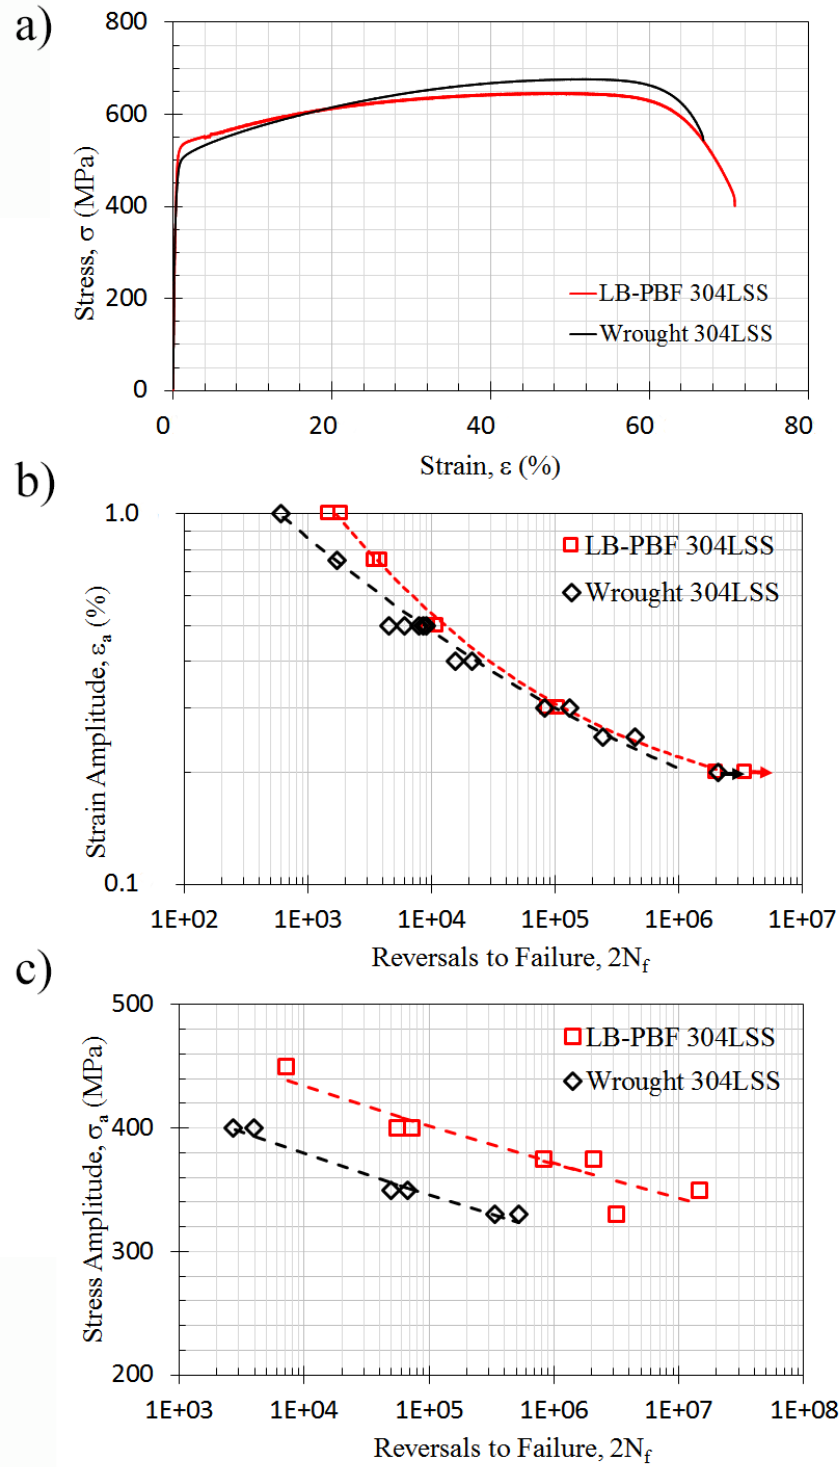 a)
800
600
400
200
0
Stress, σ (MPa)
LB-PBF 304LSS
Wrought 304LSS
0 20 40 60 80
Strain, ε (%)
b)
1.0
0.1
Strain Amplitude, εa (%)
LB-PBF 304LSS
Wrought 304LSS
1E+02 1E+03 1E+04 1E+05 1E+06 1E+07
Reversals to Failure, 2Nf
c)
500
400
300
200
Stress Amplitude, σa (MPa)
LB-PBF 304LSS
Wrought 304LSS
1E+03 1E+04 1E+05 1E+06 1E+07 1E+08
Reversals to Failure, 2Nf